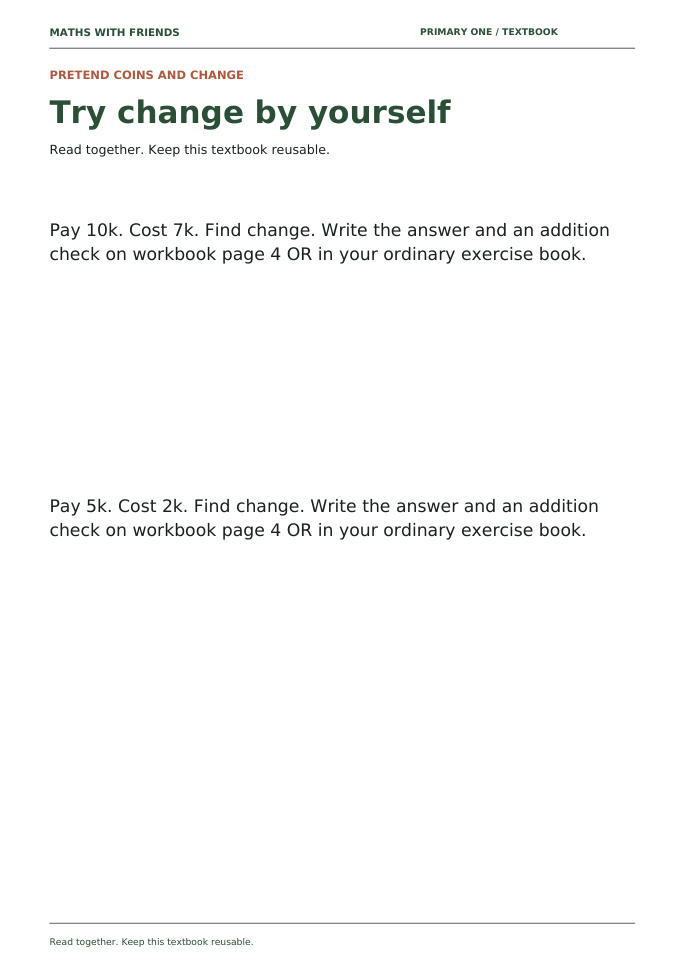 MATHS WITH FRIENDS
PRIMARY ONE / TEXTBOOK
PRETEND COINS AND CHANGE
Try change by yourself
Read together. Keep this textbook reusable.
Pay 10k. Cost 7k. Find change. Write the answer and an addition
check on workbook page 4 OR in your ordinary exercise book.
Pay 5k. Cost 2k. Find change. Write the answer and an addition
check on workbook page 4 OR in your ordinary exercise book.
Read together. Keep this textbook reusable.